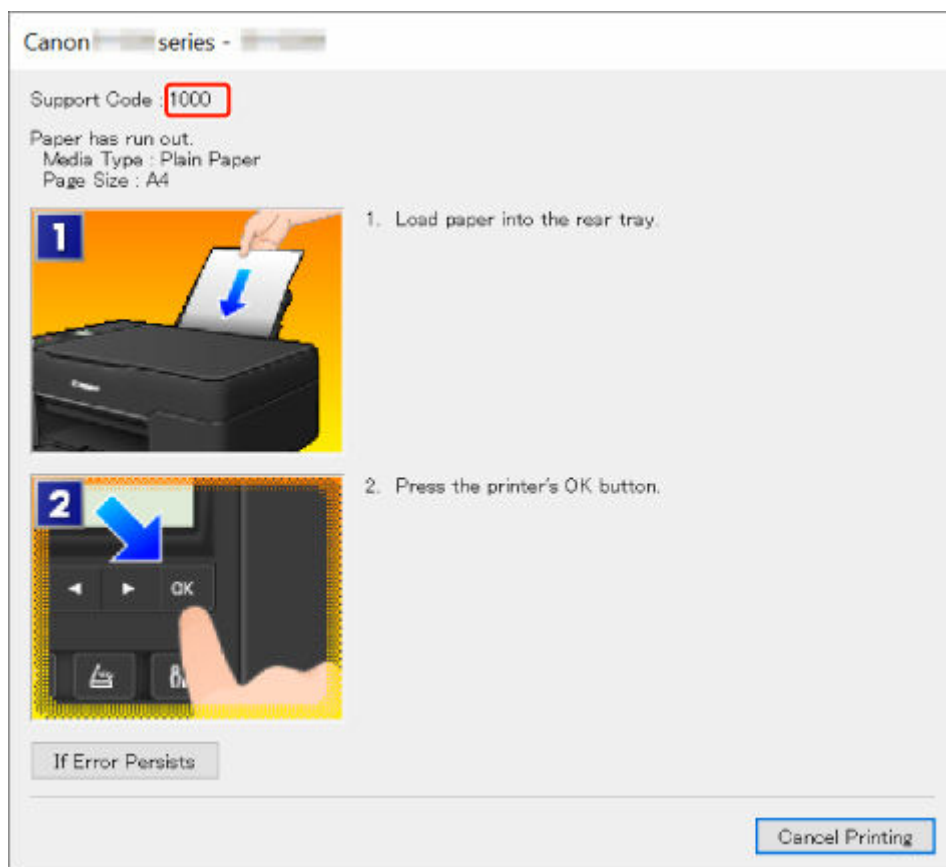 Canon series -
Support Code : 1000
Paper has run out.
Media Type : Plain Paper
Page Size : A4
1
1. Load paper into the rear tray.
Canon
2
2. Press the printer's OK button.
OK
If Error Persists
Cancel Printing